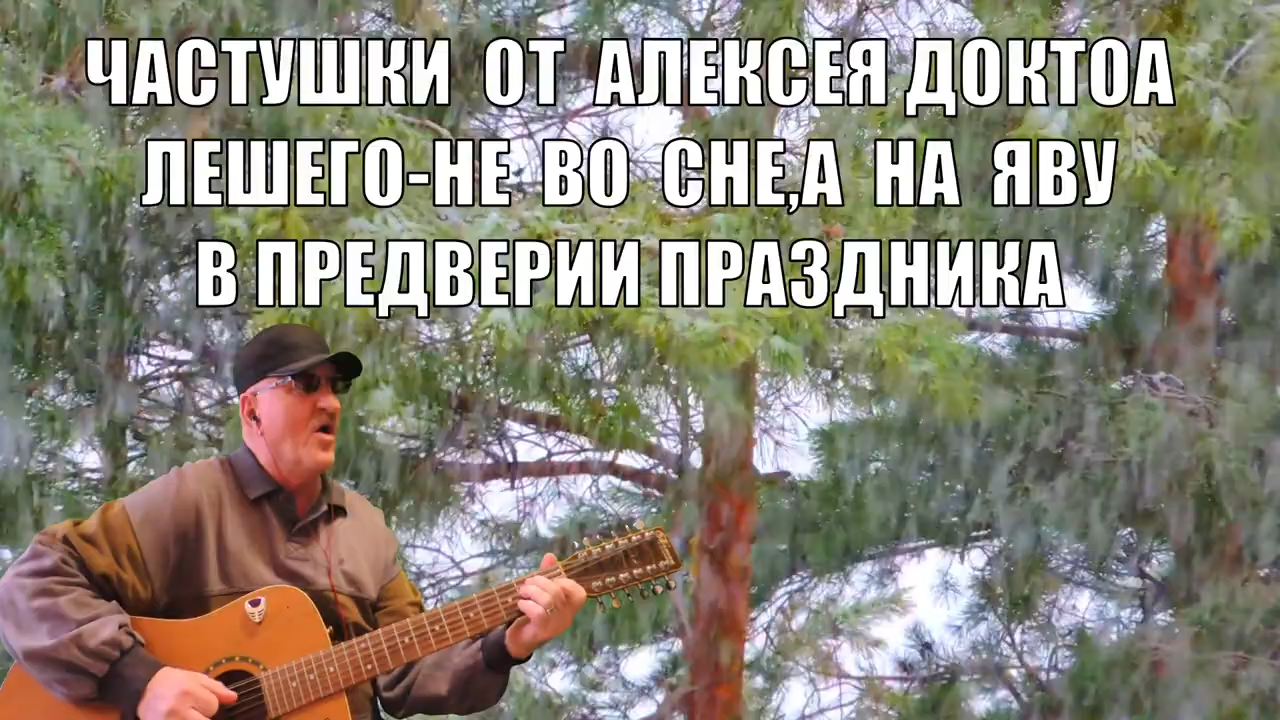 ЧАСТУШКИ ОТ АЛЕКСЕЯ ДОКТОА
ЛЕШЕГО-НЕ ВО СНЕ,А НА ЯВУ
В ПРЕДВЕРИИ ПРАЗДНИКА